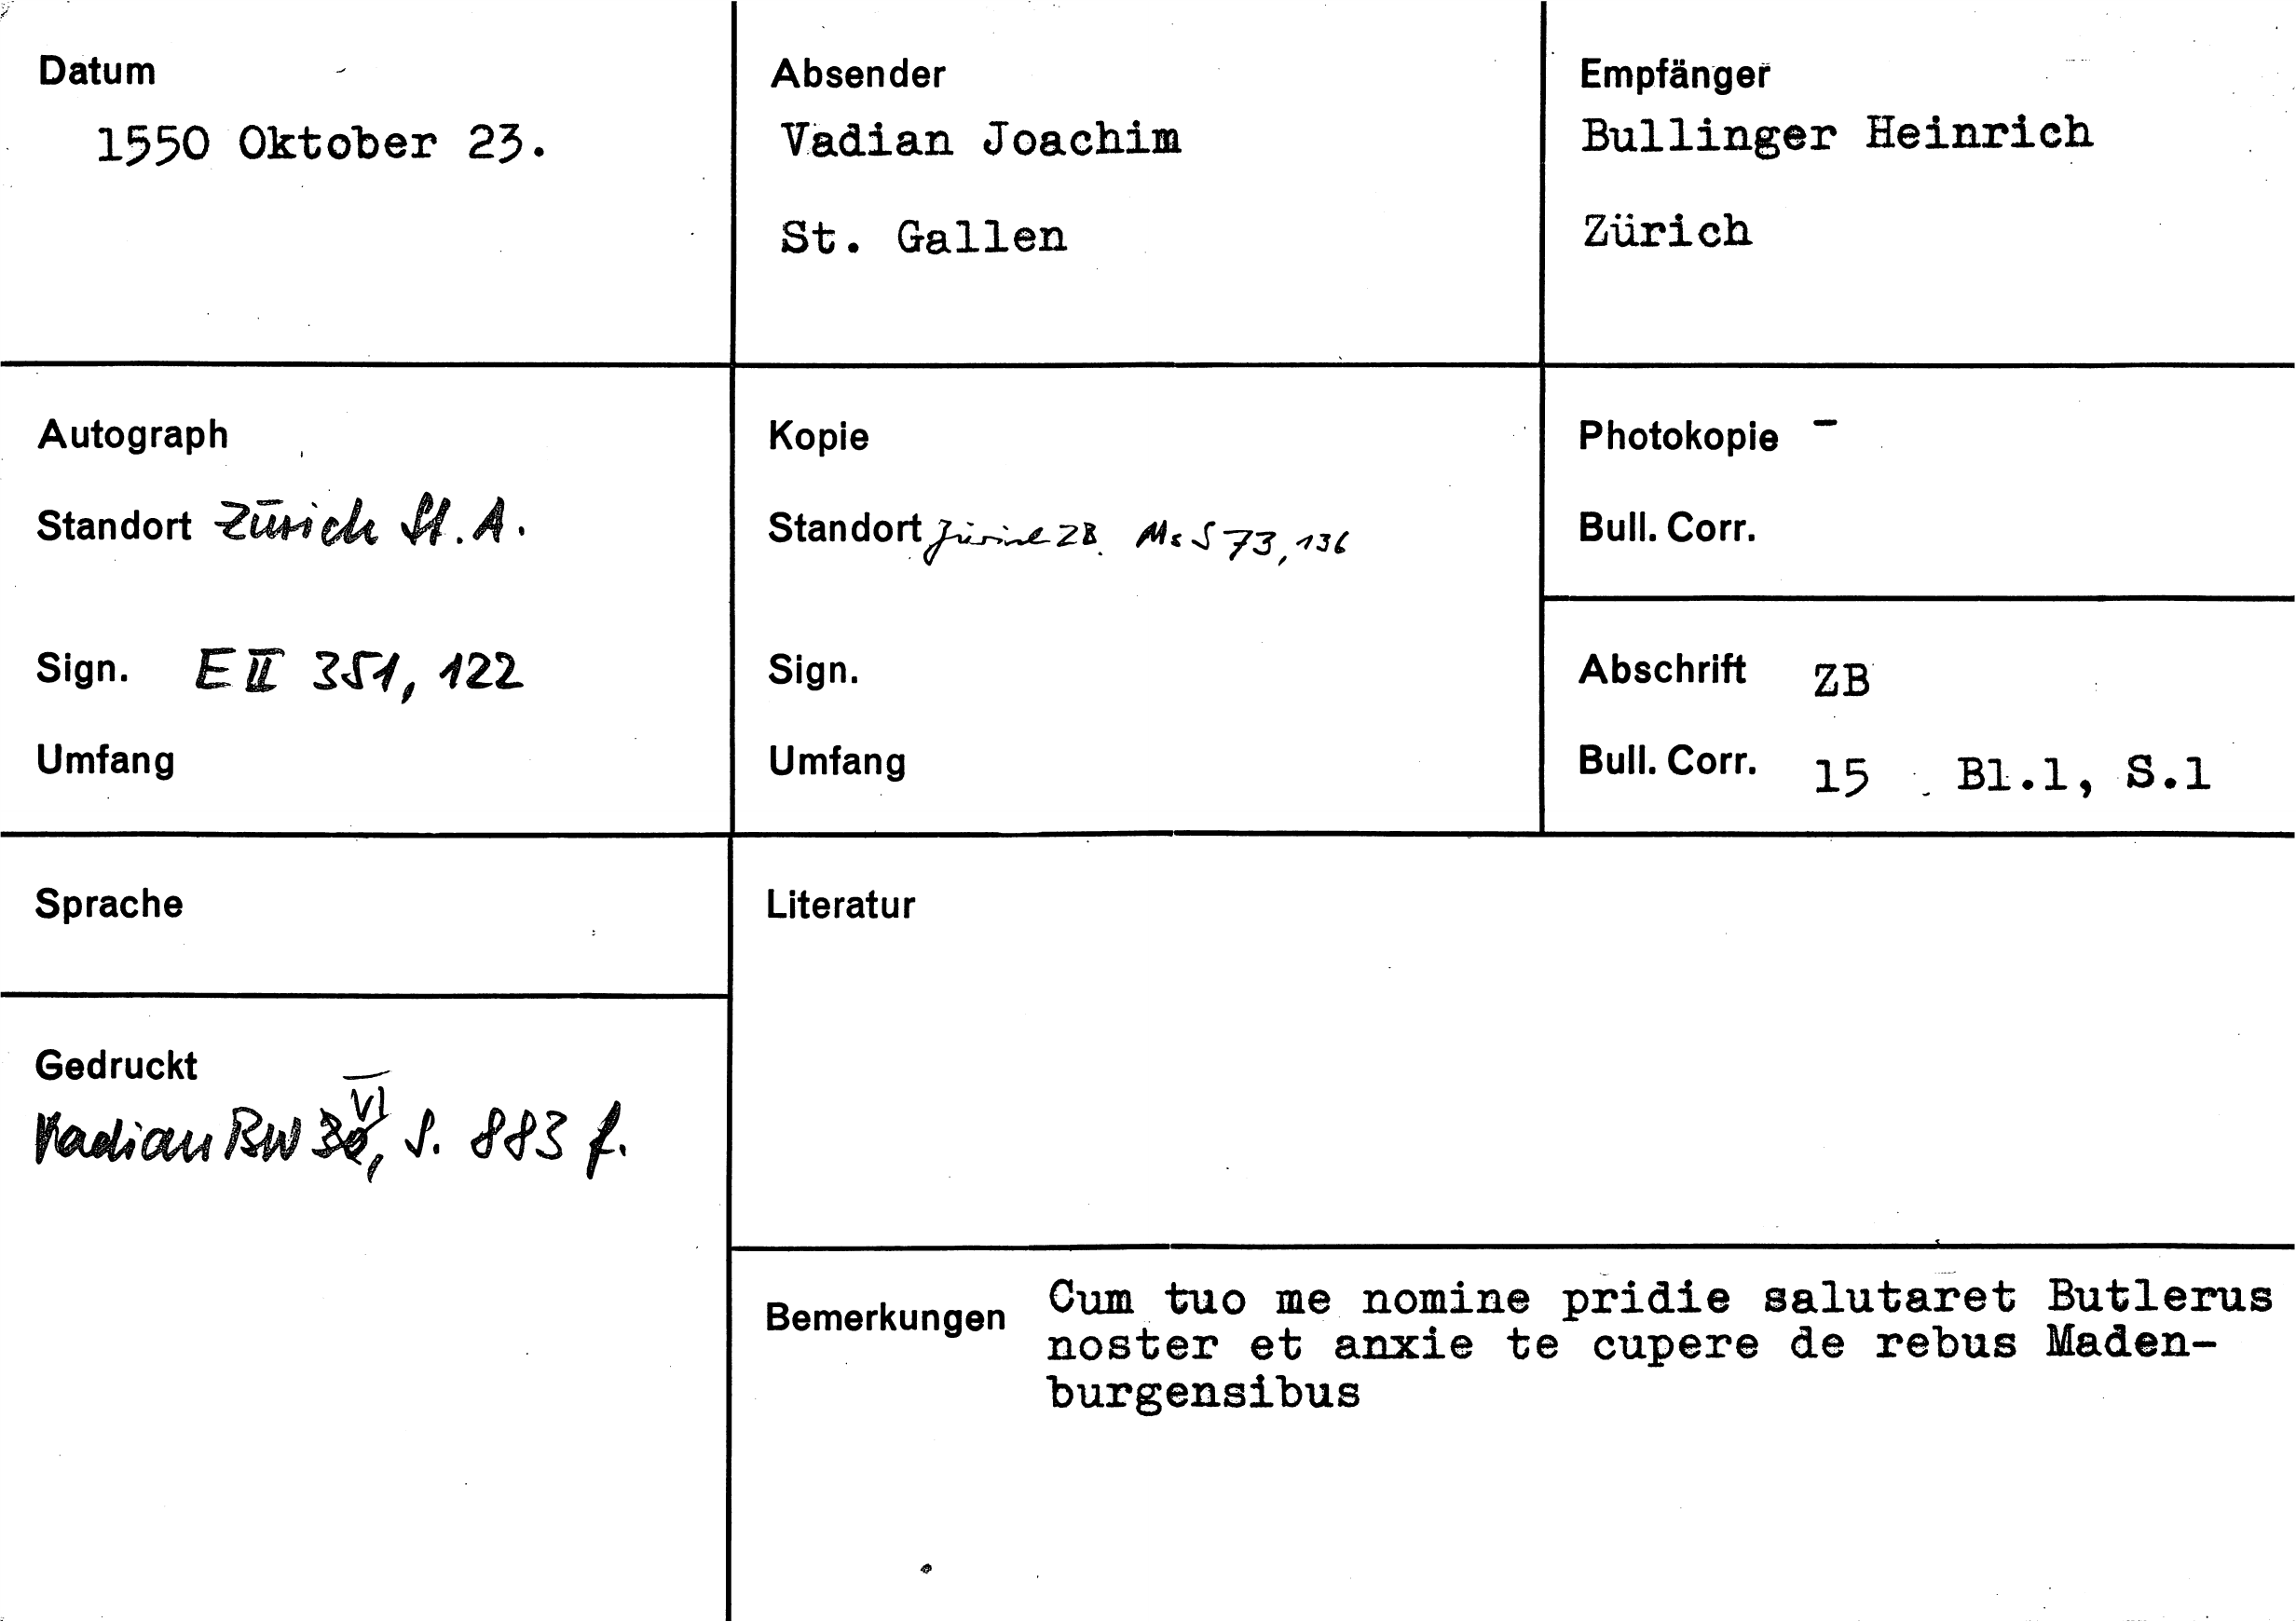 Datum
1550 Oktober 23.
Absender
Vadian Joachim
St. Gallen
Empfänger
Bullinger Heinrich
Zürich
Autograph
Standort Zürich St. A.
Sign. E II 351, 122
Umfang
Kopie
Standort Zürich ZB. Ms S 73, 136
Sign.
Umfang
Photokopie -
Bull. Corr.
Abschrift ZB
Bull. Corr. 15 Bl.1, S.1
Sprache
Gedruckt
Vadian BW VI, S. 883 f.
Literatur
Bemerkungen Cum tuo me nomine pridie salutaret Butlerus
noster et anxie te cupere de rebus Maden-
burgensibus